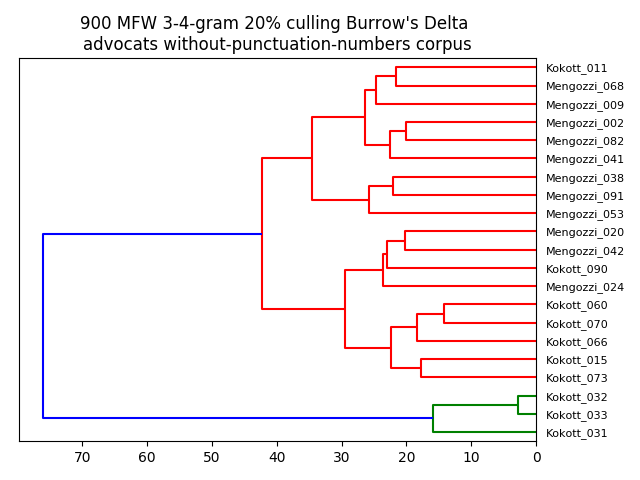 900 MFW 3-4-gram 20% culling Burrow's Delta
advocats without-punctuation-numbers corpus
Kokott_011
Mengozzi_068
Mengozzi_009
Mengozzi_002
Mengozzi_082
Mengozzi_041
Mengozzi_038
Mengozzi_091
Mengozzi_053
Mengozzi_020
Mengozzi_042
Kokott_090
Mengozzi_024
Kokott_060
Kokott_070
Kokott_066
Kokott_015
Kokott_073
Kokott_032
Kokott_033
Kokott_031
70 60 50 40 30 20 10 0